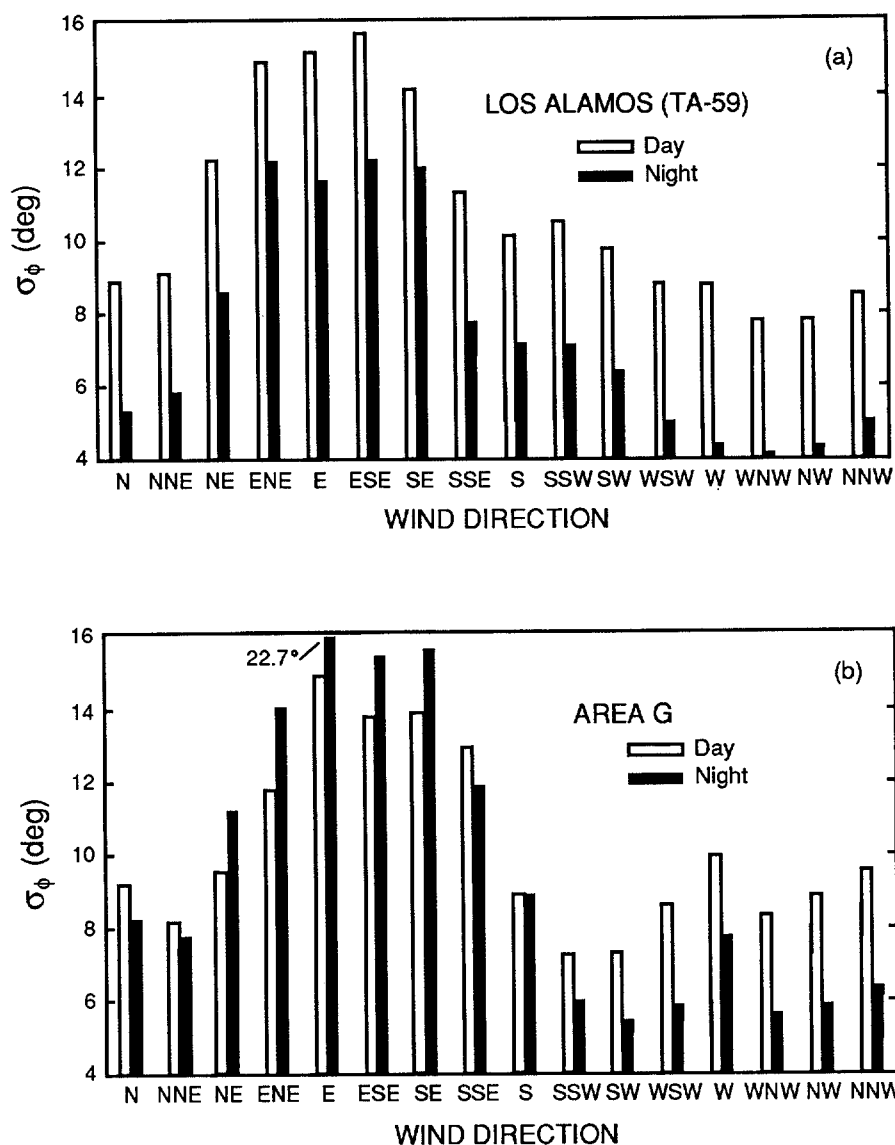 (a)
LOS ALAMOS (TA-59)
Day
Night
σϕ (deg)
16
14
12
10
8
6
4
N NNE NE ENE E ESE SE SSE S SSW SW WSW W WNW NW NNW
WIND DIRECTION
(b)
22.7°
AREA G
Day
Night
σϕ (deg)
16
14
12
10
8
6
4
N NNE NE ENE E ESE SE SSE S SSW SW WSW W WNW NW NNW
WIND DIRECTION